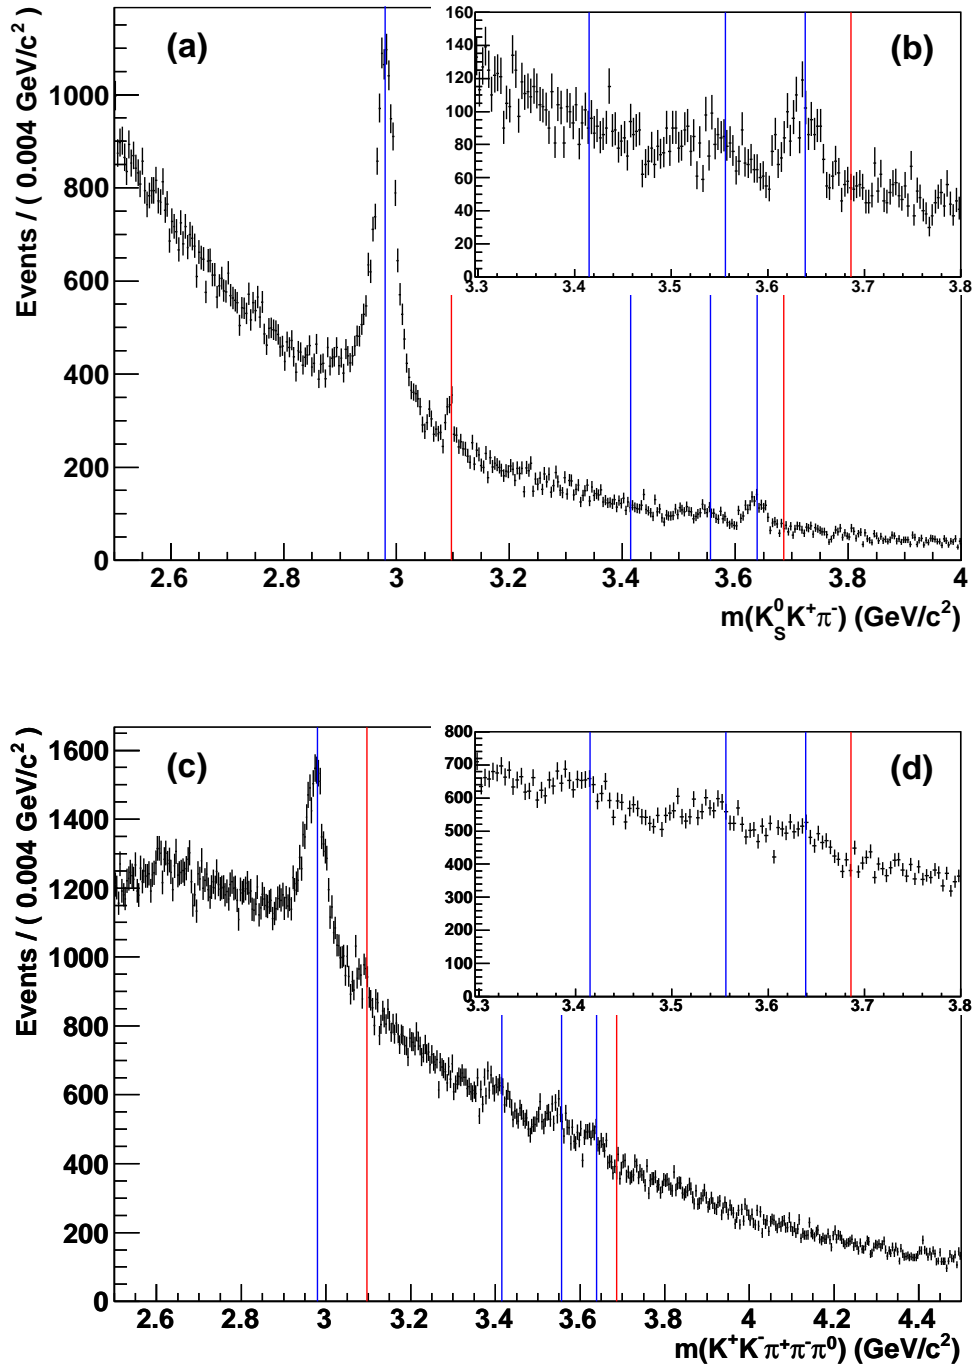 (a)
Events / ( 0.004 GeV/c² )
1000
800
600
400
200
0
2.6 2.8 3 3.2 3.4 3.6 3.8 4
m(K⁰_S K⁺π⁻) (GeV/c²)
(b)
160
140
120
100
80
60
40
20
0
3.3 3.4 3.5 3.6 3.7 3.8
(c)
Events / ( 0.004 GeV/c² )
1600
1400
1200
1000
800
600
400
200
0
2.6 2.8 3 3.2 3.4 3.6 3.8 4 4.2 4.4
m(K⁺K⁻π⁺π⁻π⁰) (GeV/c²)
(d)
800
700
600
500
400
300
200
100
0
3.3 3.4 3.5 3.6 3.7 3.8